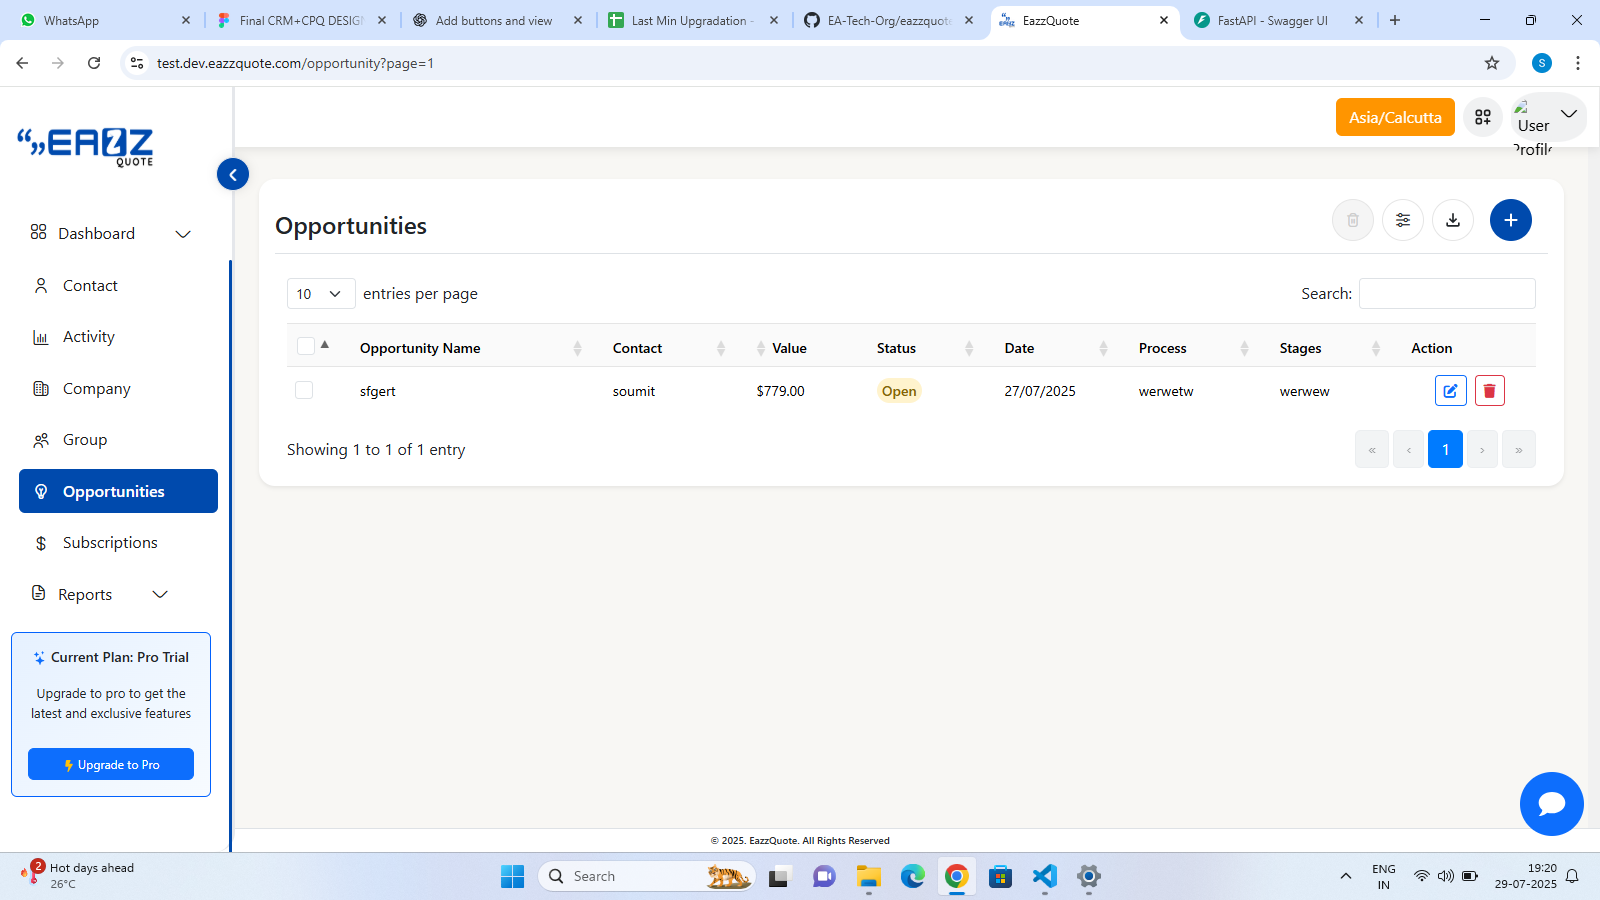 WhatsApp
Final CRM+CPQ DESIGN
Add buttons and view
Last Min Upgradation -
EA-Tech-Org/eazzquote
EazzQuote
FastAPI - Swagger UI
test.dev.eazzquote.com/opportunity?page=1
S
EAZZ
QUOTE
Asia/Calcutta
User
Profile
Dashboard
Contact
Activity
Company
Group
Opportunities
Subscriptions
Reports
Current Plan: Pro Trial
Upgrade to pro to get the
latest and exclusive features
Upgrade to Pro
Opportunities
10 entries per page
Search:
Opportunity Name Contact Value Status Date Process Stages Action
sfgert soumit $779.00 Open 27/07/2025 werwetw werwew
Showing 1 to 1 of 1 entry
« ‹ 1 › »
© 2025. EazzQuote. All Rights Reserved
2
Hot days ahead
26°C
Search
ENG
IN
19:20
29-07-2025